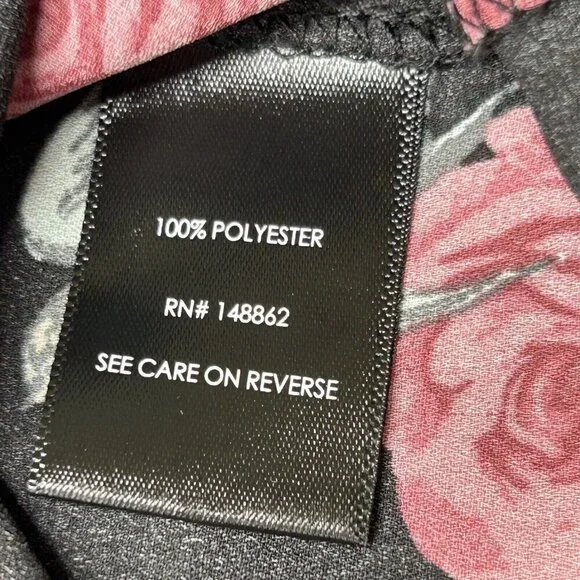 100% POLYESTER
RN# 148862
SEE CARE ON REVERSE